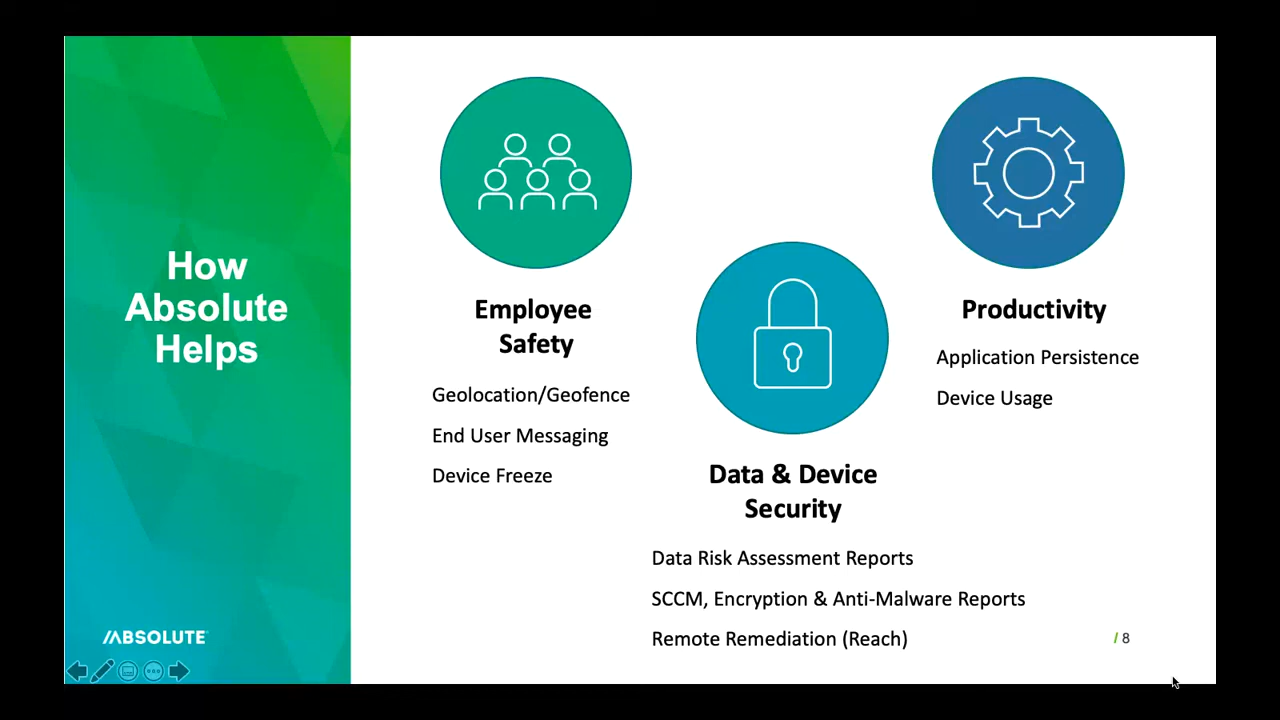 How
Absolute
Helps
Employee
Safety
Geolocation/Geofence
End User Messaging
Device Freeze
Data & Device
Security
Data Risk Assessment Reports
SCCM, Encryption & Anti-Malware Reports
Remote Remediation (Reach)
Productivity
Application Persistence
Device Usage
/ABSOLUTE
/ 8